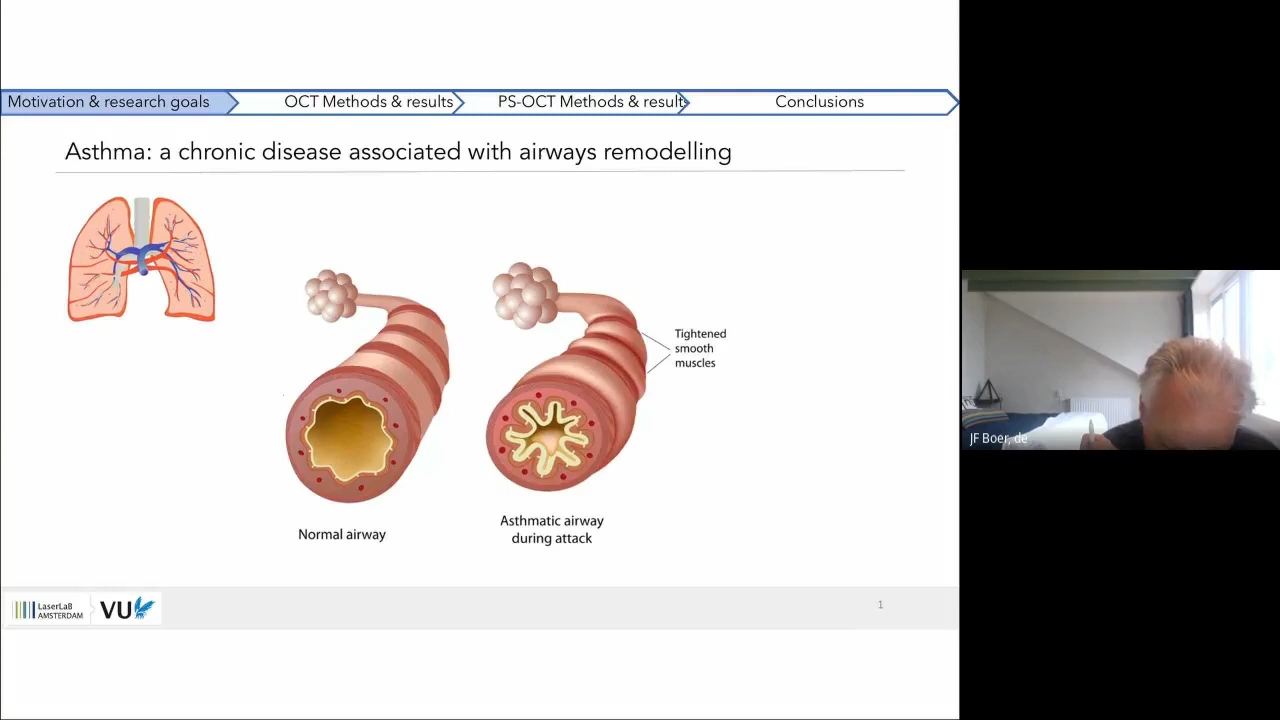 Motivation & research goals
OCT Methods & results
PS-OCT Methods & results
Conclusions
Asthma: a chronic disease associated with airways remodelling
Tightened
smooth
muscles
Normal airway
Asthmatic airway
during attack
JF Boer, de
LASERLAB
AMSTERDAM
VU
1